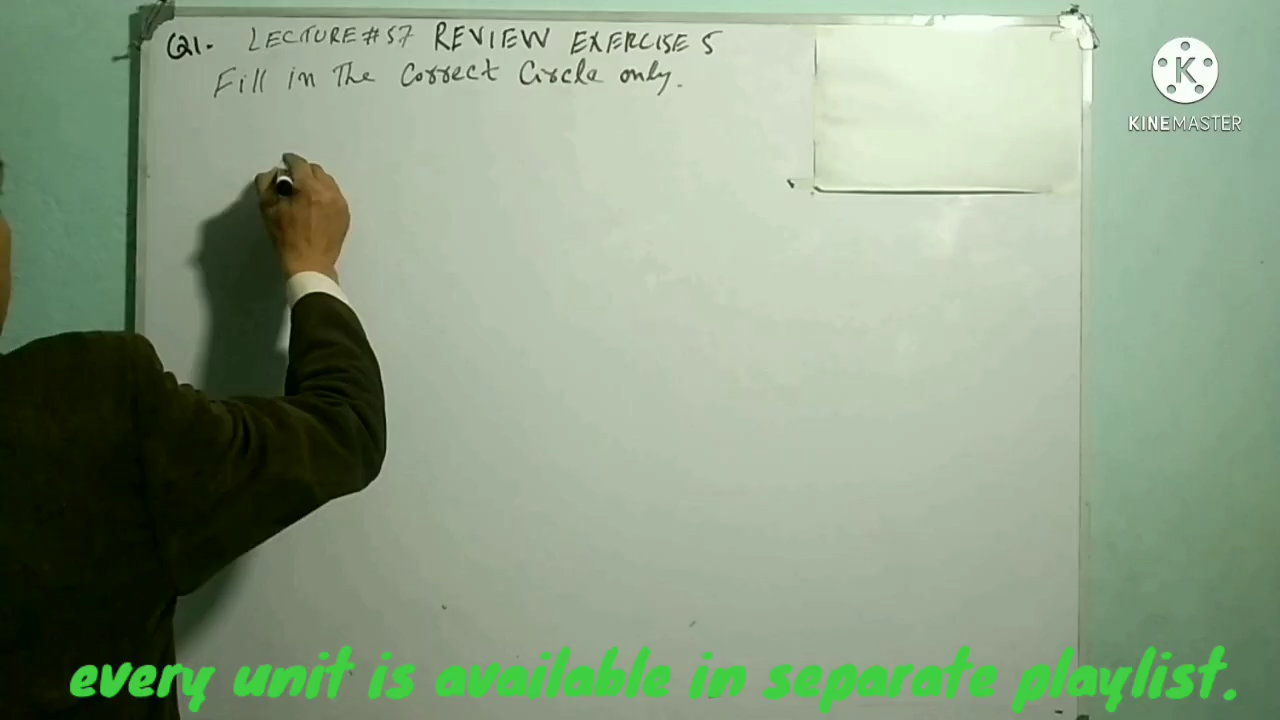 Q1. LECTURE # 57 REVIEW EXERCISE 5
Fill in The Correct Circle only.
KINEMASTER
every unit is available in separate playlist.